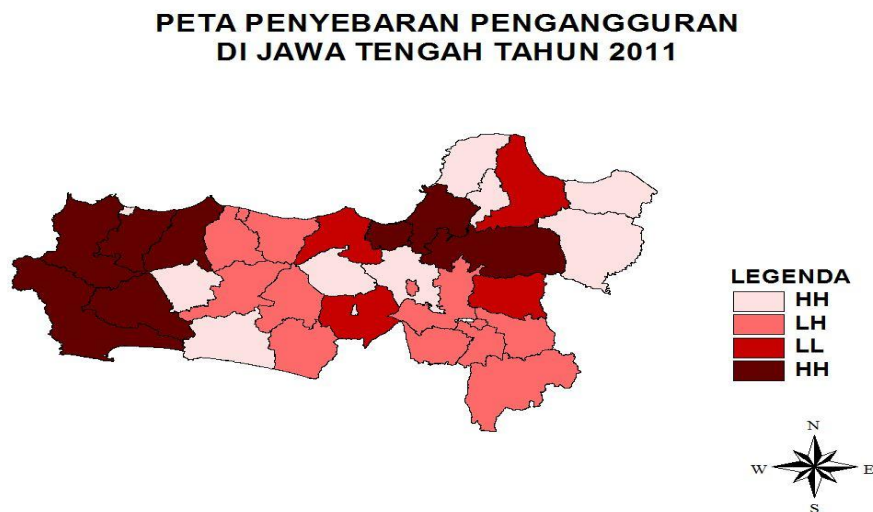 PETA PENYEBARAN PENGANGGURAN
DI JAWA TENGAH TAHUN 2011
LEGENDA
HH
LH
LL
HH
N
W E
S